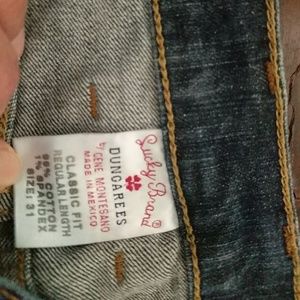 Lucky Brand®
DUNGAREES
by GENE MONTESANO
MADE IN MEXICO
CLASSIC FIT
REGULAR LENGTH
99% COTTON
1% SPANDEX
SIZE: 31